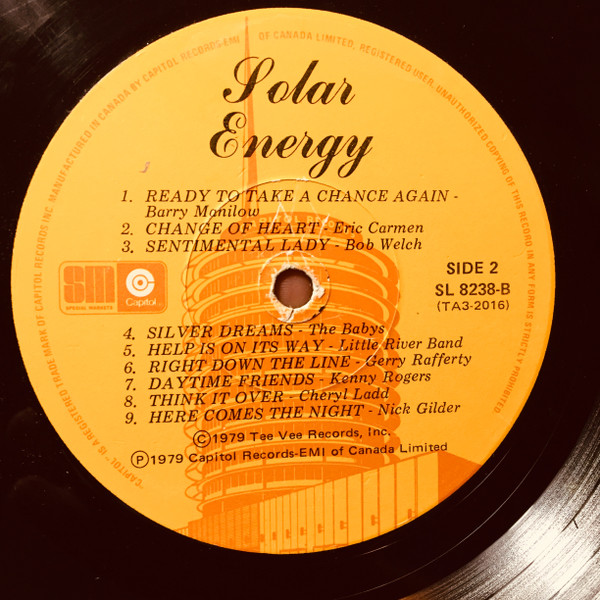 MANUFACTURED IN CANADA BY CAPITOL RECORDS-EMI OF CANADA LIMITED, REGISTERED USER. UNAUTHORIZED COPYING OF THIS RECORD IN ANY FORM IS STRICTLY PROHIBITED
Solar
Energy
1. READY TO TAKE A CHANCE AGAIN -
Barry Manilow
2. CHANGE OF HEART - Eric Carmen
3. SENTIMENTAL LADY - Bob Welch
SM
SPECIAL MARKETS
Capitol
SIDE 2
SL 8238-B
(TA3-2016)
4. SILVER DREAMS - The Babys
5. HELP IS ON ITS WAY - Little River Band
6. RIGHT DOWN THE LINE - Gerry Rafferty
7. DAYTIME FRIENDS - Kenny Rogers
8. THINK IT OVER - Cheryl Ladd
9. HERE COMES THE NIGHT - Nick Gilder
Ⓒ1979 Tee Vee Records, Inc.
Ⓟ1979 Capitol Records-EMI of Canada Limited
"CAPITOL" IS A REGISTERED TRADE MARK OF CAPITOL RECORDS INC.